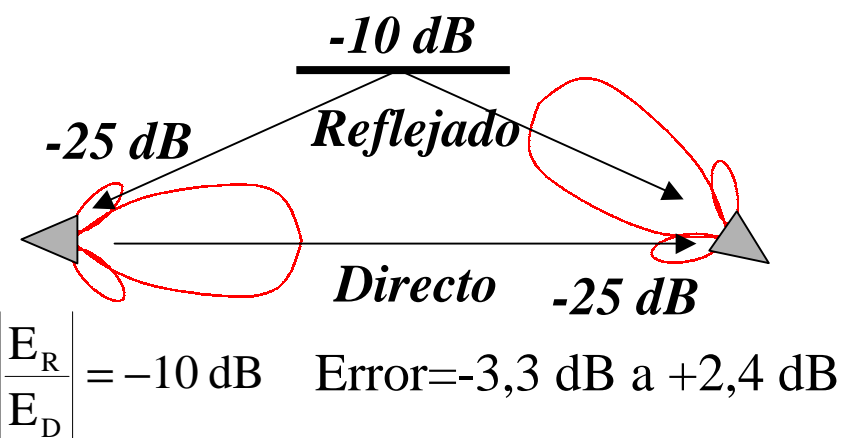 -10 dB
Reflejado
-25 dB
Directo
-25 dB
|E_R / E_D| = −10 dB Error=-3,3 dB a +2,4 dB